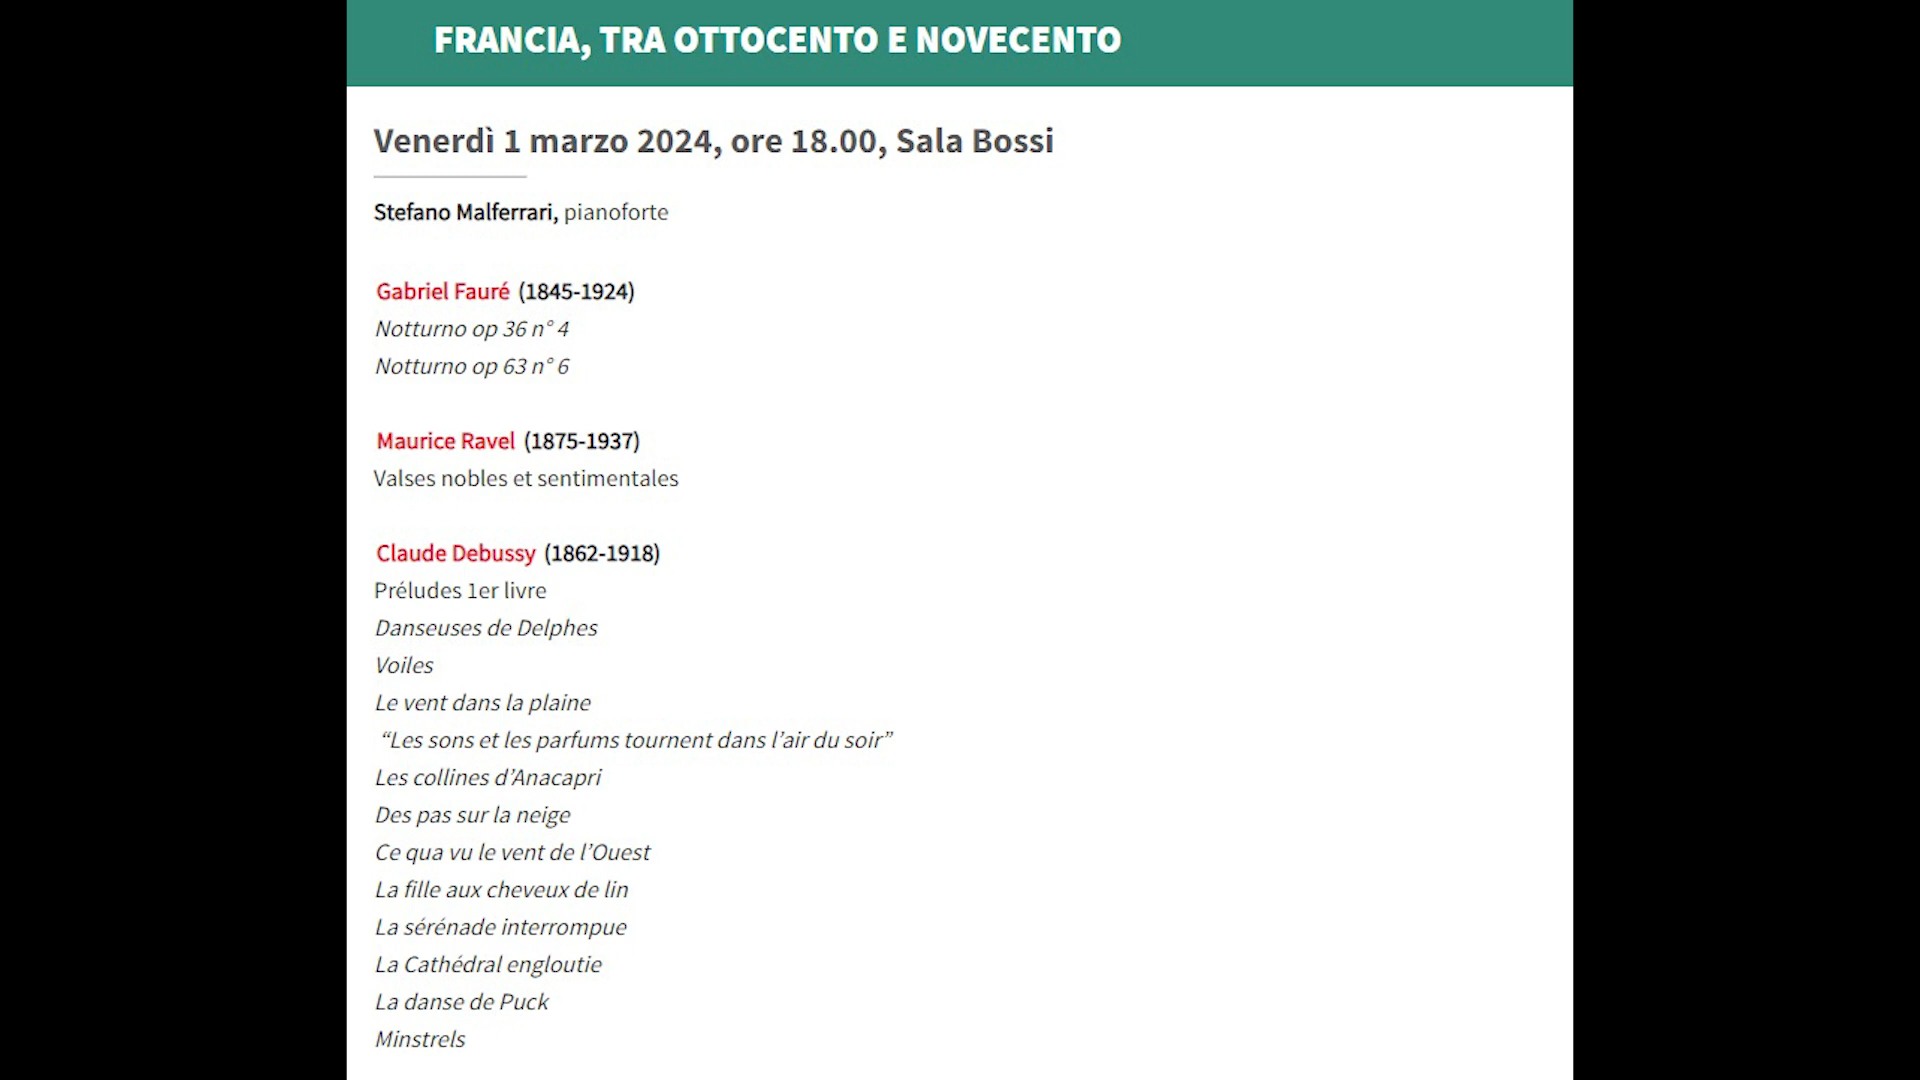 FRANCIA, TRA OTTOCENTO E NOVECENTO
Venerdì 1 marzo 2024, ore 18.00, Sala Bossi
Stefano Malferrari, pianoforte
Gabriel Fauré (1845-1924)
Notturno op 36 n° 4
Notturno op 63 n° 6
Maurice Ravel (1875-1937)
Valses nobles et sentimentales
Claude Debussy (1862-1918)
Préludes 1er livre
Danseuses de Delphes
Voiles
Le vent dans la plaine
“Les sons et les parfums tournent dans l’air du soir”
Les collines d’Anacapri
Des pas sur la neige
Ce qua vu le vent de l’Ouest
La fille aux cheveux de lin
La sérénade interrompue
La Cathédral engloutie
La danse de Puck
Minstrels